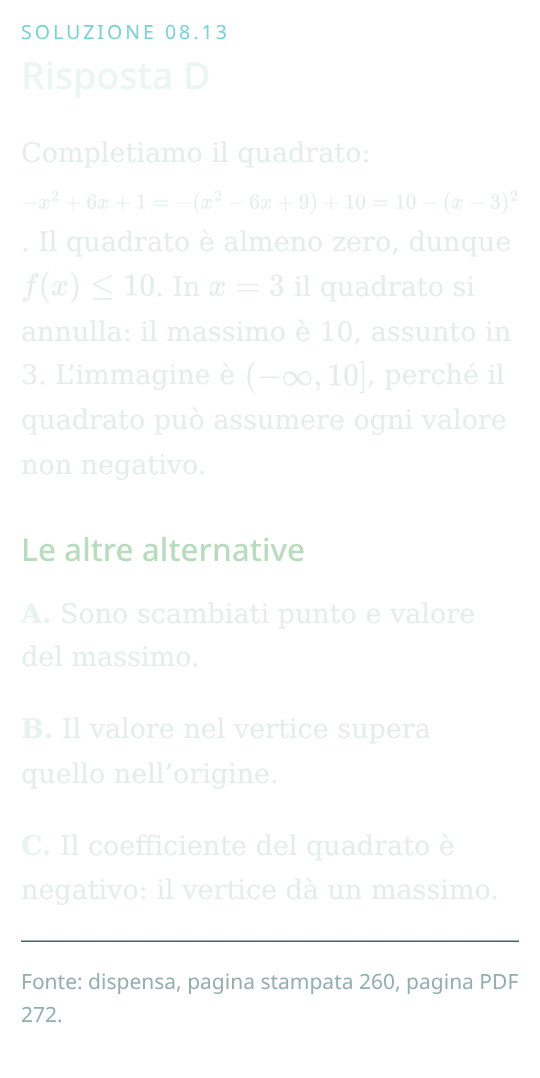 SOLUZIONE 08.13
Risposta D
Completiamo il quadrato:
−x² + 6x + 1 = −(x² − 6x + 9) + 10 = 10 − (x − 3)²
. Il quadrato è almeno zero, dunque
f(x) ≤ 10. In x = 3 il quadrato si
annulla: il massimo è 10, assunto in
3. L’immagine è (−∞, 10], perché il
quadrato può assumere ogni valore
non negativo.
Le altre alternative
A. Sono scambiati punto e valore
del massimo.
B. Il valore nel vertice supera
quello nell’origine.
C. Il coefficiente del quadrato è
negativo: il vertice dà un massimo.
Fonte: dispensa, pagina stampata 260, pagina PDF
272.